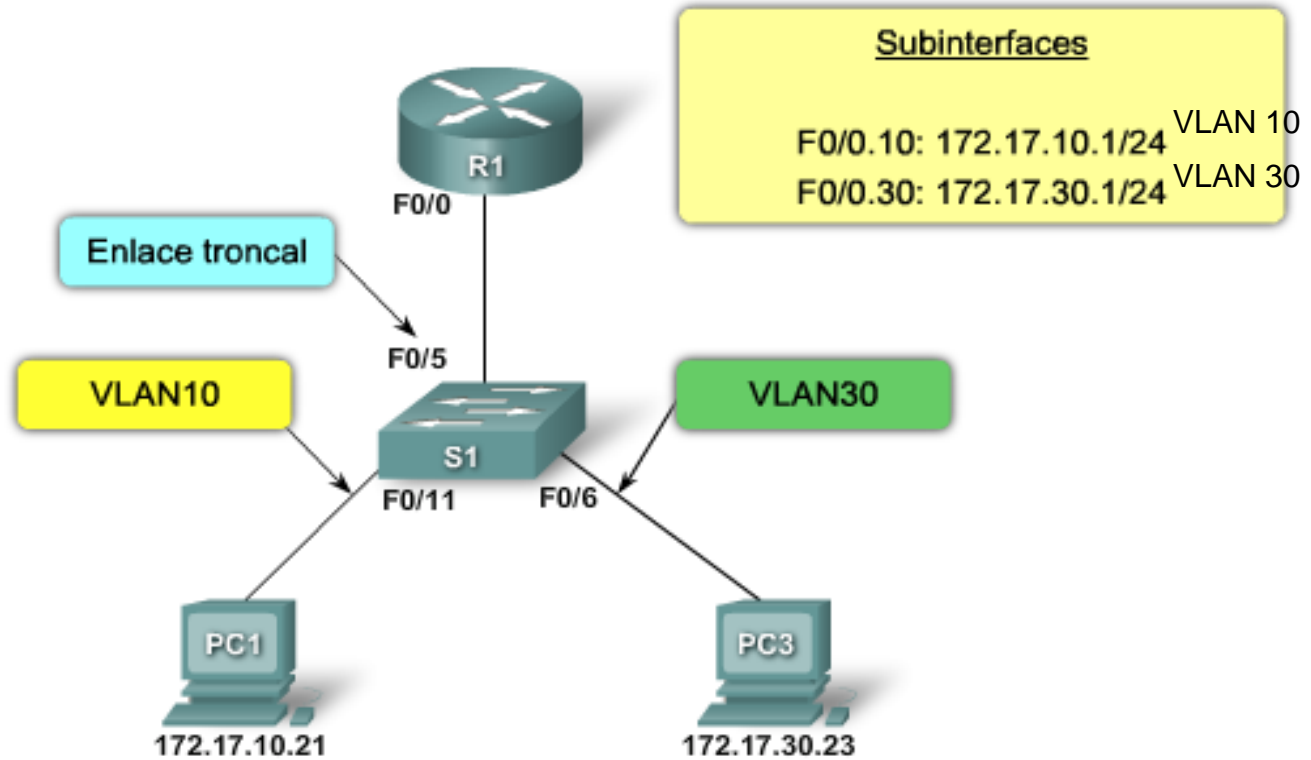 Subinterfaces
F0/0.10: 172.17.10.1/24 VLAN 10
F0/0.30: 172.17.30.1/24 VLAN 30
R1
F0/0
Enlace troncal
F0/5
VLAN10
VLAN30
S1
F0/11
F0/6
PC1
PC3
172.17.10.21
172.17.30.23